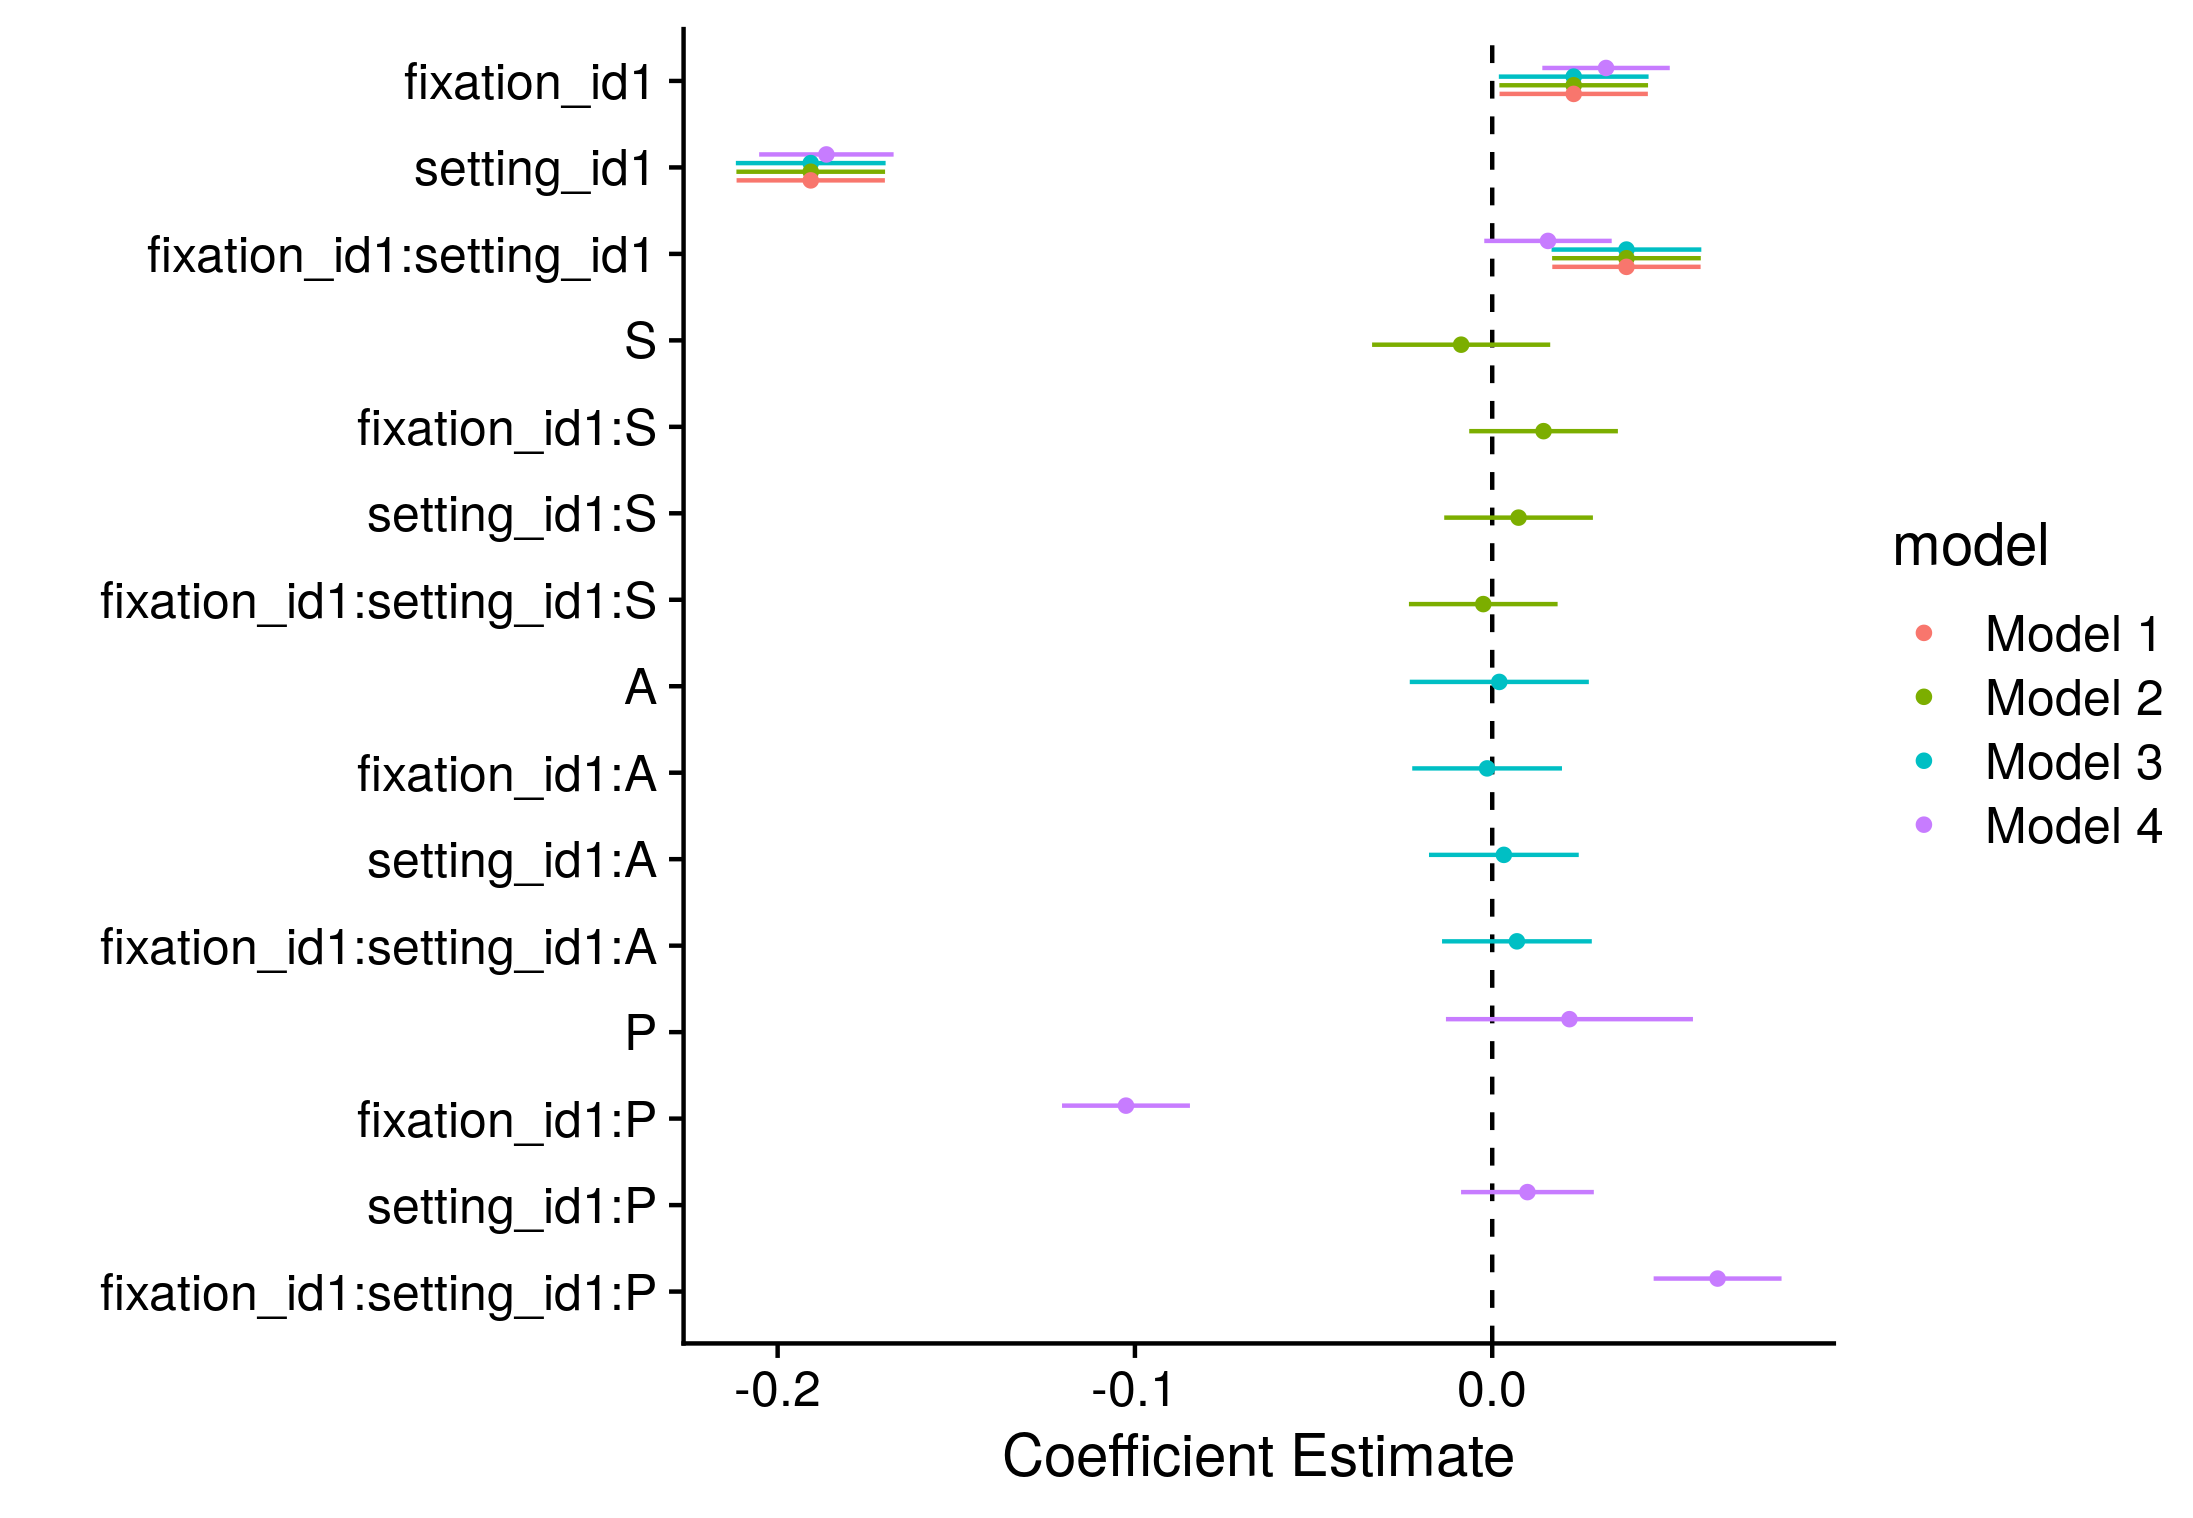 fixation_id1
setting_id1
fixation_id1:setting_id1
S
fixation_id1:S
setting_id1:S
fixation_id1:setting_id1:S
A
fixation_id1:A
setting_id1:A
fixation_id1:setting_id1:A
P
fixation_id1:P
setting_id1:P
fixation_id1:setting_id1:P
-0.2
-0.1
0.0
Coefficient Estimate
model
Model 1
Model 2
Model 3
Model 4